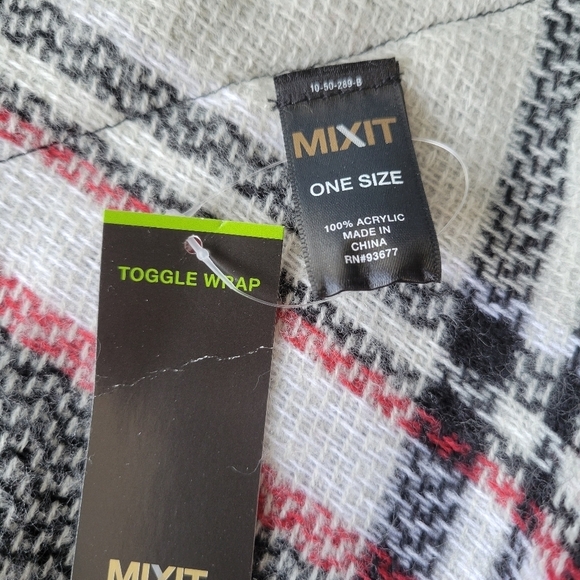 10-50-289-B
MIXIT
ONE SIZE
100% ACRYLIC
MADE IN
CHINA
RN#93677
TOGGLE WRAP
MIXIT